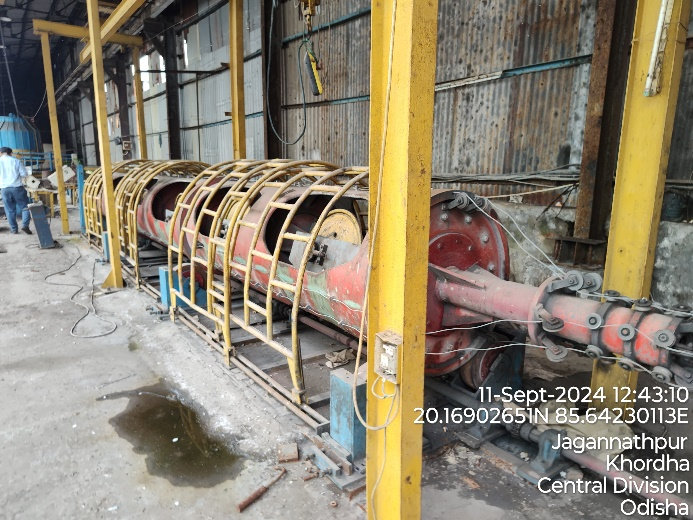 11-Sept-2024 12:43:10
20.16902651N 85.64230113E
Jagannathpur
Khordha
Central Division
Odisha